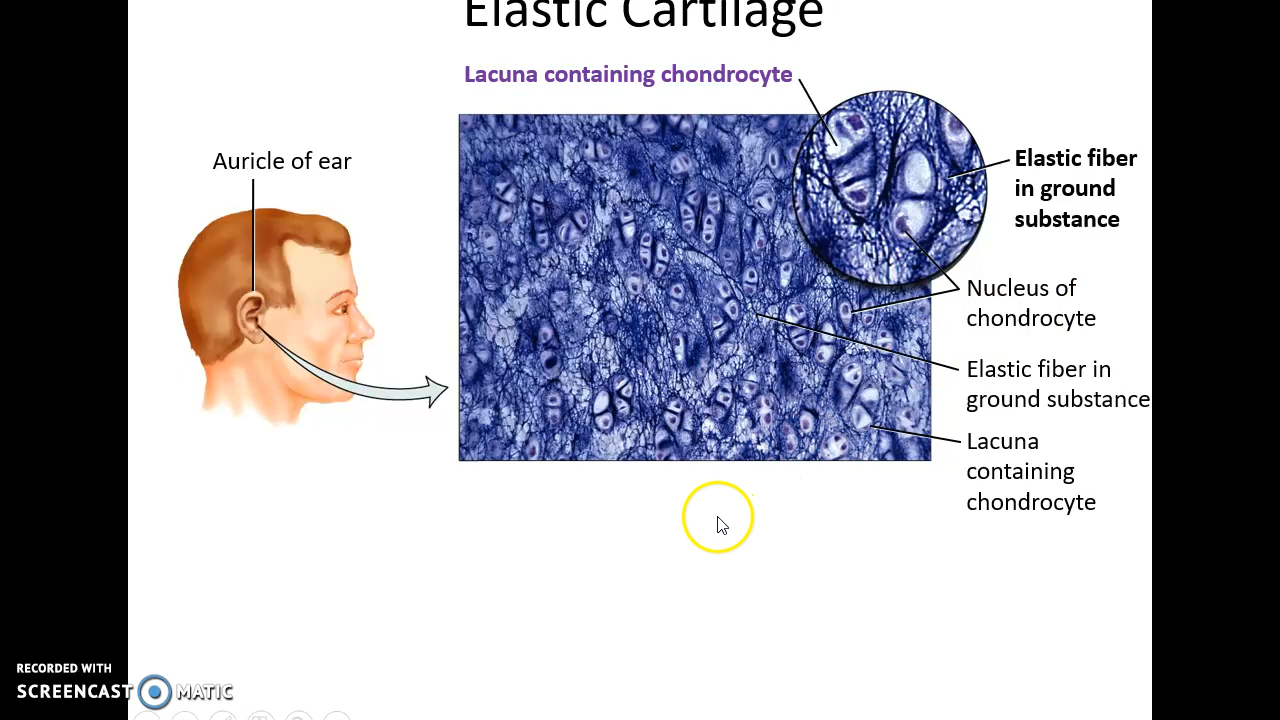 Elastic Cartilage
Lacuna containing chondrocyte
Auricle of ear
Elastic fiber
in ground
substance
Nucleus of
chondrocyte
Elastic fiber in
ground substance
Lacuna
containing
chondrocyte
RECORDED WITH
SCREENCAST MATIC